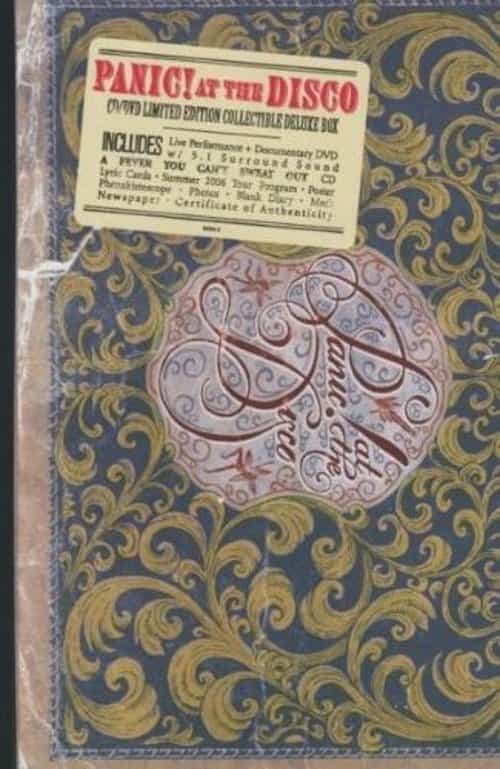 PANIC! AT THE DISCO
CD/DVD LIMITED EDITION COLLECTIBLE DELUXE BOX
INCLUDES Live Performance + Documentary DVD
w/ 5.1 Surround Sound
A FEVER YOU CAN'T SWEAT OUT CD
Lyric Cards · Summer 2006 Tour Program · Poster
Phenakistoscope · Photos · Blank Diary · Mask
Newspaper · Certificate of Authenticity
Panic!
at the
Disco